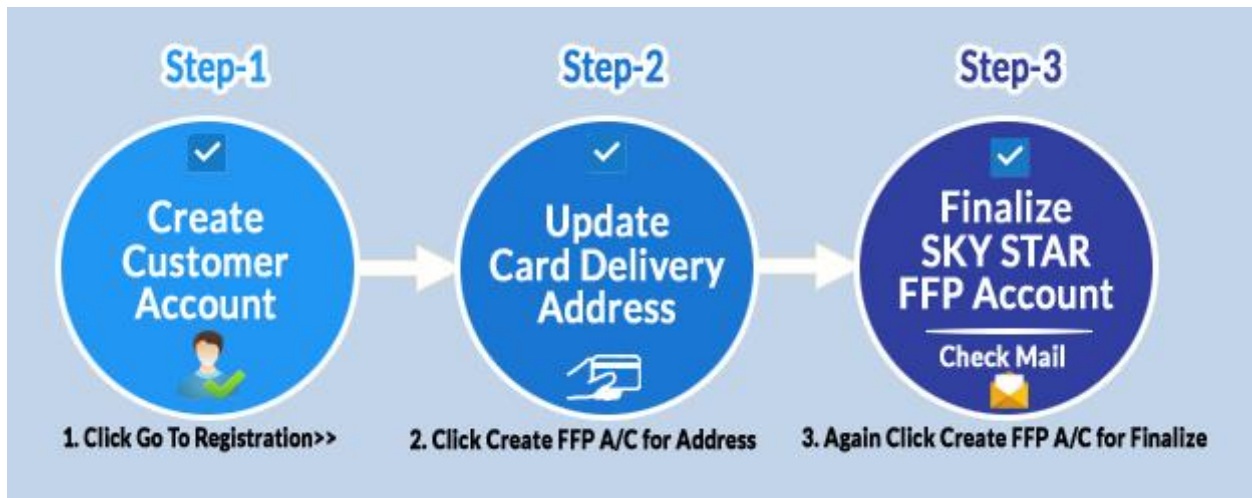 Step-1
Step-2
Step-3
Create
Customer
Account
Update
Card Delivery
Address
Finalize
SKY STAR
FFP Account
Check Mail
1. Click Go To Registration>>
2. Click Create FFP A/C for Address
3. Again Click Create FFP A/C for Finalize